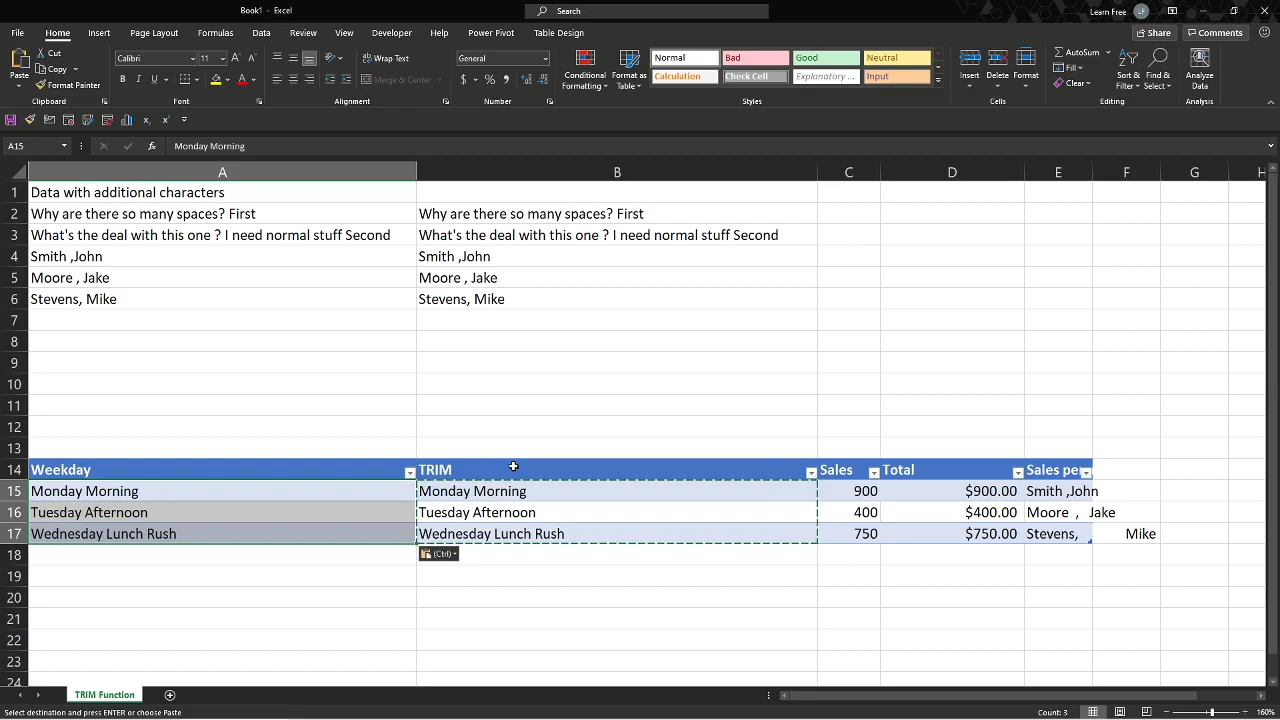 Book1 - Excel
Search
Learn Free LF
File Home Insert Page Layout Formulas Data Review View Developer Help Power Pivot Table Design Share Comments
Paste Cut Copy Format Painter Clipboard
Calibri 11 B I U Font
Wrap Text Merge & Center Alignment
General $ % Number
Conditional Formatting Format as Table
Normal Bad Good Neutral
Calculation Check Cell Explanatory ... Input
Styles
Insert Delete Format Cells
AutoSum Fill Clear Sort & Filter Find & Select Editing
Analyze Data Analysis
A15 fx Monday Morning
A B C D E F G H
1 Data with additional characters
2 Why are there so many spaces? First Why are there so many spaces? First
3 What's the deal with this one ? I need normal stuff Second What's the deal with this one ? I need normal stuff Second
4 Smith ,John Smith ,John
5 Moore , Jake Moore , Jake
6 Stevens, Mike Stevens, Mike
7
8
9
10
11
12
13
14 Weekday TRIM Sales Total Sales pe
15 Monday Morning Monday Morning 900 $900.00 Smith ,John
16 Tuesday Afternoon Tuesday Afternoon 400 $400.00 Moore , Jake
17 Wednesday Lunch Rush Wednesday Lunch Rush 750 $750.00 Stevens, Mike
18 (Ctrl)
19
20
21
22
23
24
TRIM Function
Select destination and press ENTER or choose Paste Count: 3 160%